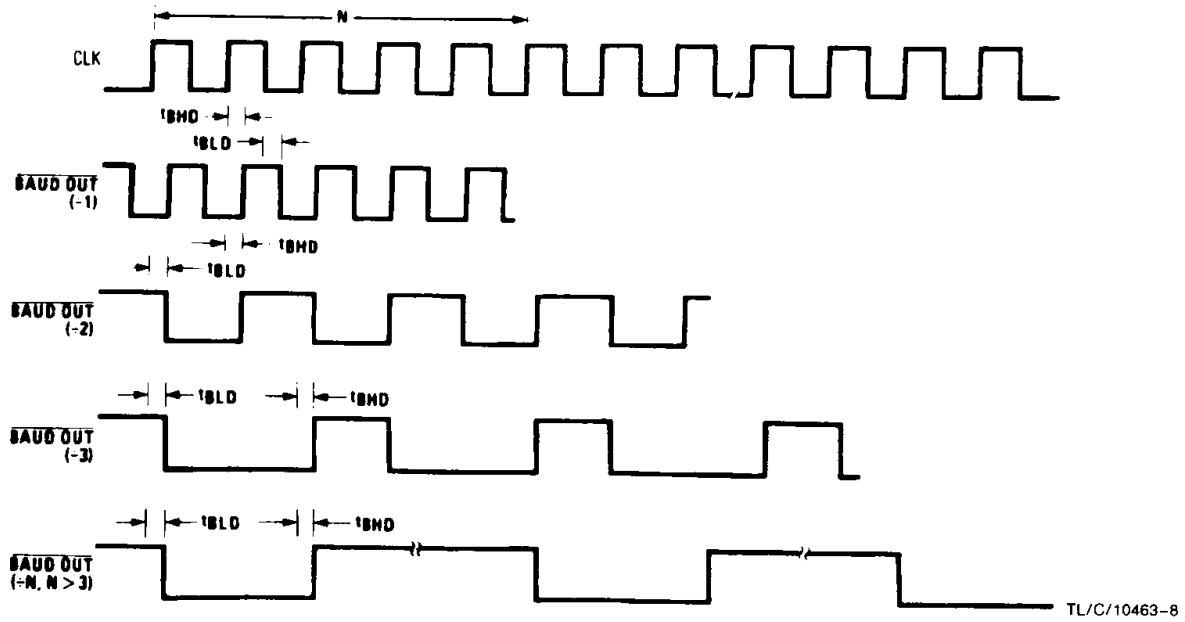 N
CLK
tBHD
tBLD
BAUD OUT
(÷1)
tBHD
tBLD
BAUD OUT
(÷2)
tBLD
tBHD
BAUD OUT
(÷3)
tBLD
tBHD
BAUD OUT
(÷N, N > 3)
TL/C/10463–8